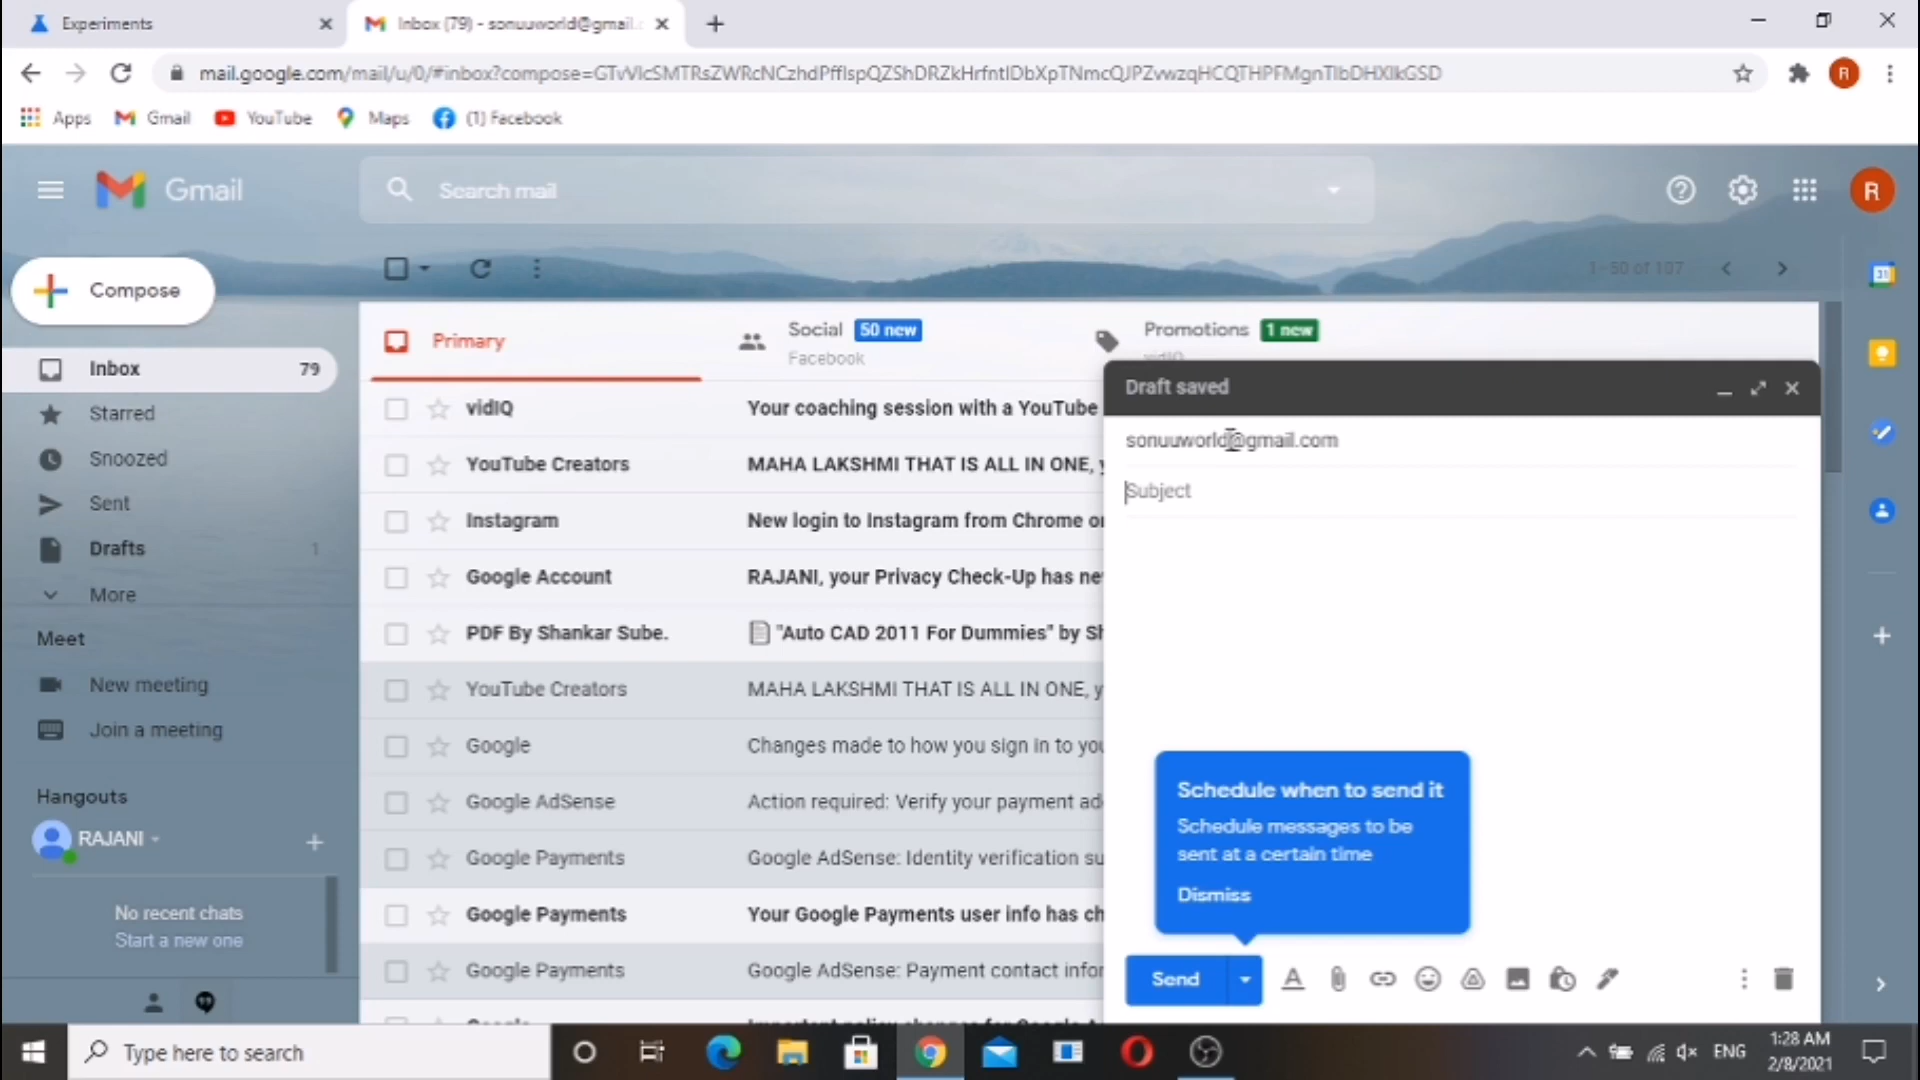 Experiments
Inbox (79) - sonuuworld@gmail.c
mail.google.com/mail/u/0/#inbox?compose=GTvVlcSMTRsZWRcNCzhdPfflspQZShDRZkHrfntlDbXpTNmcQJPZvwzqHCQTHPFMgnTlbDHXlkGSD
R
Apps
Gmail
YouTube
Maps
(1) Facebook
Gmail
Search mail
R
Compose
1–50 of 107
31
Primary
Social 50 new
Facebook
Promotions 1 new
vidIQ
Inbox 79
Starred
Snoozed
Sent
Drafts 1
More
Meet
New meeting
Join a meeting
Hangouts
RAJANI
No recent chats
Start a new one
vidIQ Your coaching session with a YouTube
YouTube Creators MAHA LAKSHMI THAT IS ALL IN ONE, y
Instagram New login to Instagram from Chrome or
Google Account RAJANI, your Privacy Check-Up has ne
PDF By Shankar Sube. "Auto CAD 2011 For Dummies" by Sh
YouTube Creators MAHA LAKSHMI THAT IS ALL IN ONE, y
Google Changes made to how you sign in to you
Google AdSense Action required: Verify your payment ad
Google Payments Google AdSense: Identity verification su
Google Payments Your Google Payments user info has ch
Google Payments Google AdSense: Payment contact infor
Draft saved
sonuuworld@gmail.com
Subject
Schedule when to send it
Schedule messages to be
sent at a certain time
Dismiss
Send
Type here to search
ENG
1:28 AM
2/8/2021